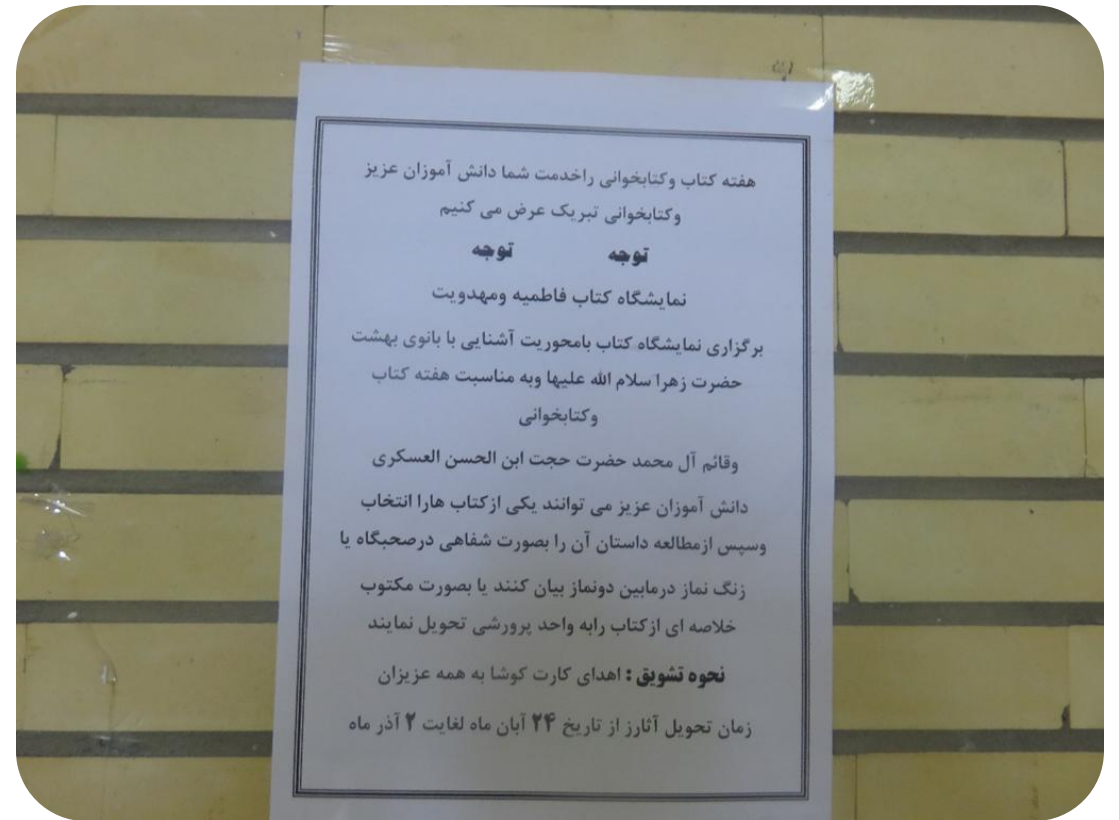 هفته کتاب وکتابخوانی راخدمت شما دانش آموزان عزیز
وکتابخوانی تبریک عرض می کنیم
توجه توجه
نمایشگاه کتاب فاطمیه ومهدویت
برگزاری نمایشگاه کتاب بامحوریت آشنایی با بانوی بهشت
حضرت زهرا سلام الله علیها وبه مناسبت هفته کتاب
وکتابخوانی
وقائم آل محمد حضرت حجت ابن الحسن العسکری
دانش آموزان عزیز می توانند یکی ازکتاب هارا انتخاب
وسپس ازمطالعه داستان آن را بصورت شفاهی درصحبگاه یا
زنگ نماز درمابین دونماز بیان کنند یا بصورت مکتوب
خلاصه ای ازکتاب رابه واحد پرورشی تحویل نمایند
نحوه تشویق : اهدای کارت کوشا به همه عزیزان
زمان تحویل آثارز از تاریخ ۲۴ آبان ماه لغایت ۲ آذر ماه